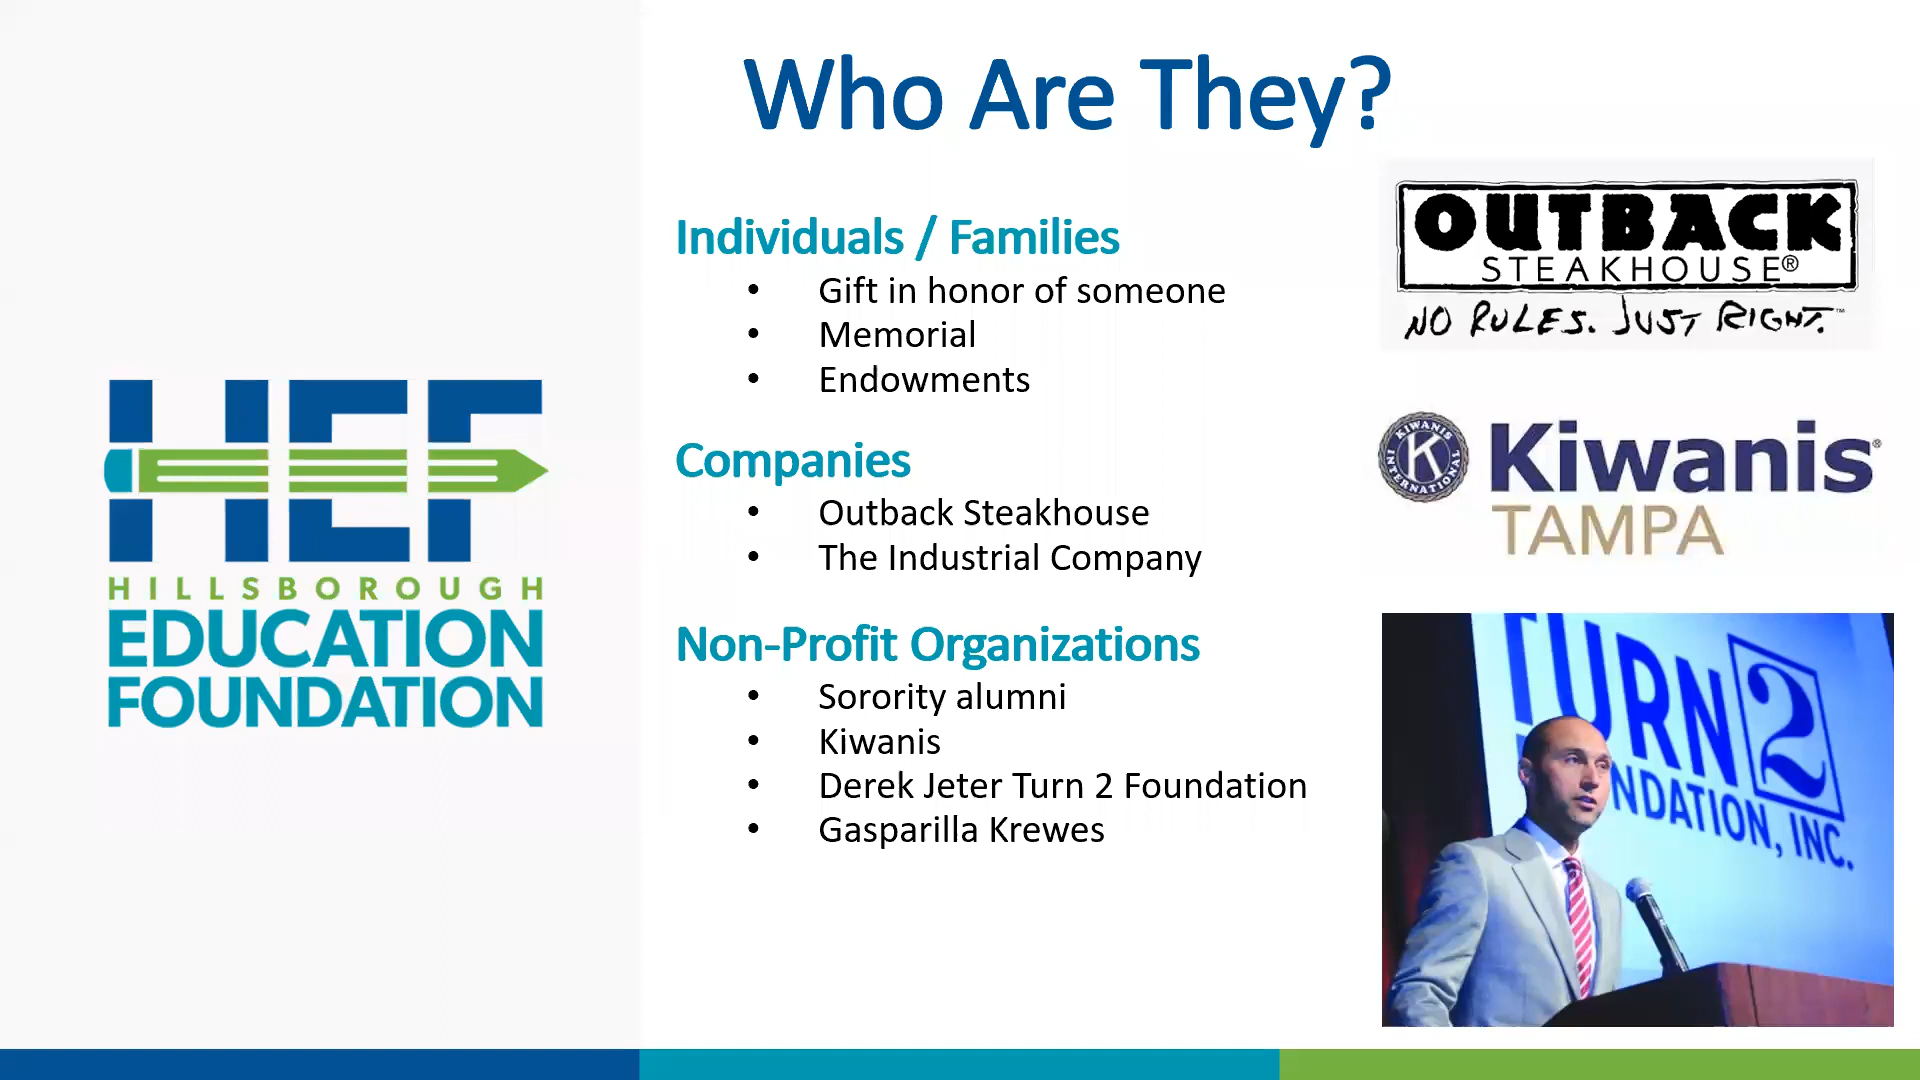 Who Are They?
HEF
HILLSBOROUGH
EDUCATION
FOUNDATION
Individuals / Families
• Gift in honor of someone
• Memorial
• Endowments
Companies
• Outback Steakhouse
• The Industrial Company
Non-Profit Organizations
• Sorority alumni
• Kiwanis
• Derek Jeter Turn 2 Foundation
• Gasparilla Krewes
OUTBACK
STEAKHOUSE®
NO RULES. JUST RIGHT.™
KIWANIS
K
INTERNATIONAL
Kiwanis®
TAMPA
TURN 2
NDATION, INC.